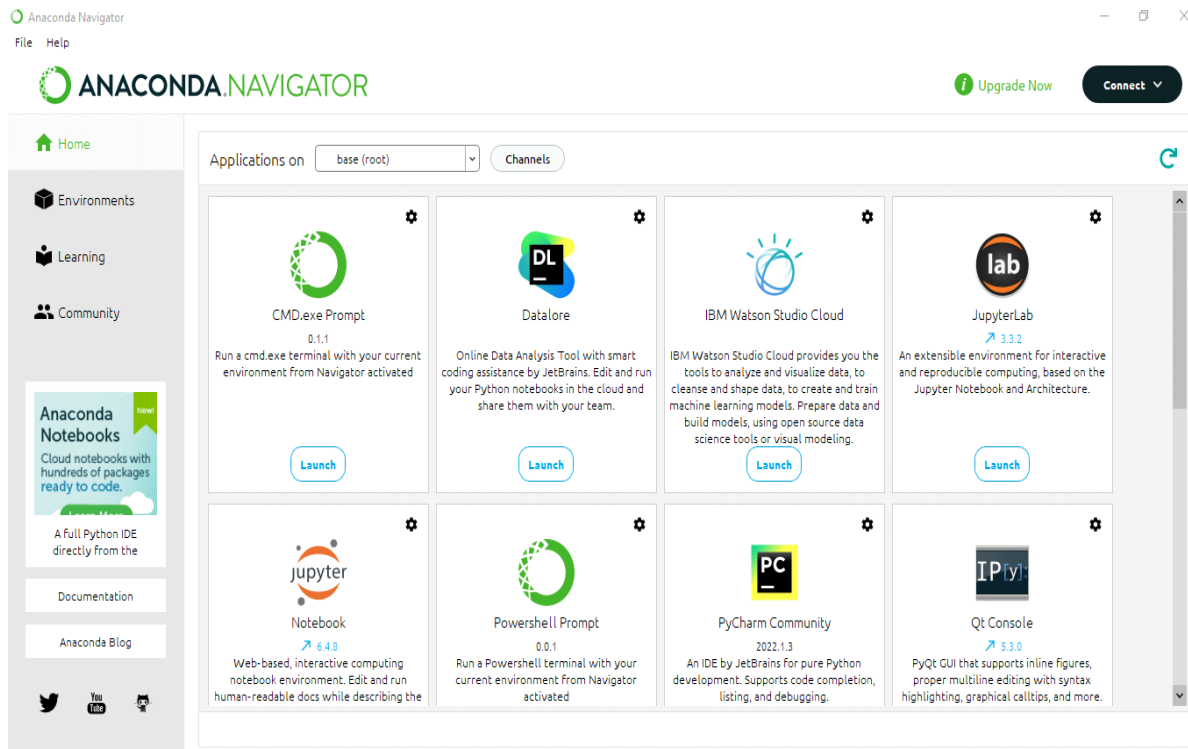 Anaconda Navigator
File Help
ANACONDA.NAVIGATOR
i Upgrade Now
Connect
Home
Environments
Learning
Community
Anaconda
Notebooks
New!
Cloud notebooks with
hundreds of packages
ready to code.
Learn More
A full Python IDE
directly from the
Documentation
Anaconda Blog
You
Tube
Applications on base (root) Channels
CMD.exe Prompt
0.1.1
Run a cmd.exe terminal with your current
environment from Navigator activated
Launch
DL
Datalore
Online Data Analysis Tool with smart
coding assistance by JetBrains. Edit and run
your Python notebooks in the cloud and
share them with your team.
Launch
IBM Watson Studio Cloud
IBM Watson Studio Cloud provides you the
tools to analyze and visualize data, to
cleanse and shape data, to create and train
machine learning models. Prepare data and
build models, using open source data
science tools or visual modeling.
Launch
lab
JupyterLab
3.3.2
An extensible environment for interactive
and reproducible computing, based on the
Jupyter Notebook and Architecture.
Launch
jupyter
Notebook
6.4.8
Web-based, interactive computing
notebook environment. Edit and run
human-readable docs while describing the
Powershell Prompt
0.0.1
Run a Powershell terminal with your
current environment from Navigator
activated
PC
PyCharm Community
2022.1.3
An IDE by JetBrains for pure Python
development. Supports code completion,
listing, and debugging.
IP[y]:
Qt Console
5.3.0
PyQt GUI that supports inline figures,
proper multiline editing with syntax
highlighting, graphical calltips, and more.